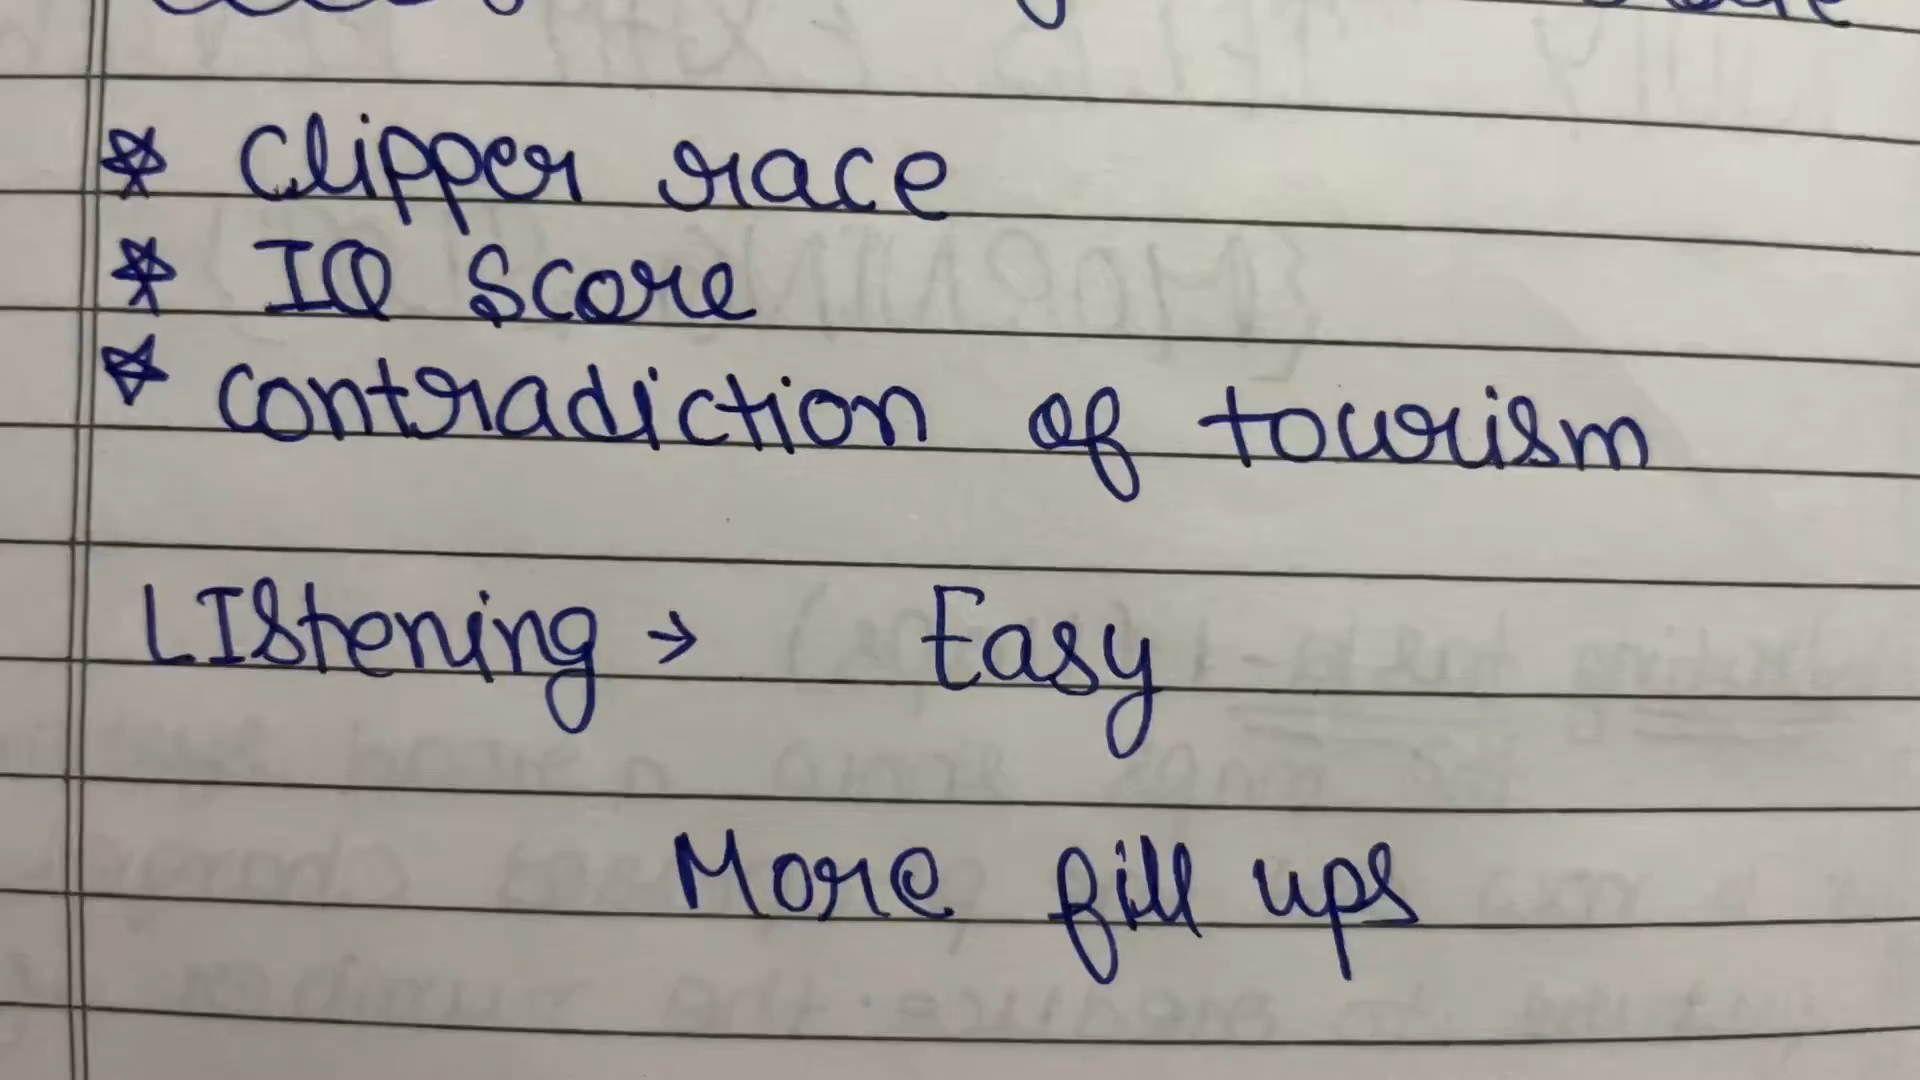 * Clipper race
* IQ Score
* Contradiction of tourism
LIstening → Easy
More fill ups